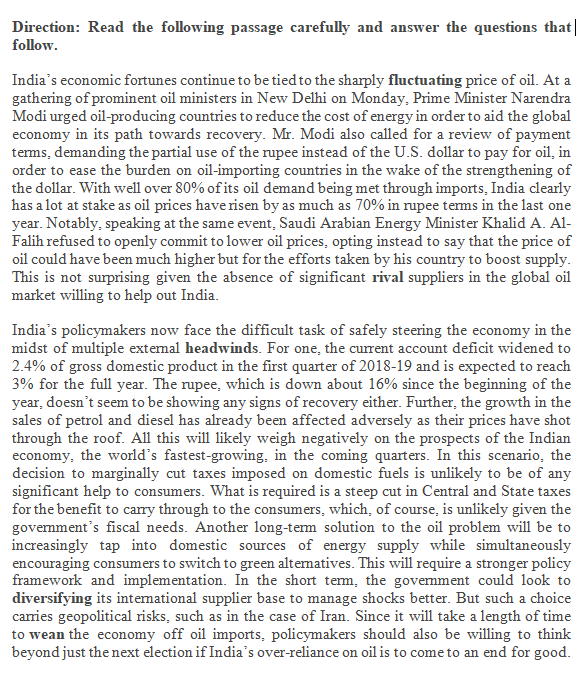 Direction: Read the following passage carefully and answer the questions that
follow.
India's economic fortunes continue to be tied to the sharply fluctuating price of oil. At a
gathering of prominent oil ministers in New Delhi on Monday, Prime Minister Narendra
Modi urged oil-producing countries to reduce the cost of energy in order to aid the global
economy in its path towards recovery. Mr. Modi also called for a review of payment
terms, demanding the partial use of the rupee instead of the U.S. dollar to pay for oil, in
order to ease the burden on oil-importing countries in the wake of the strengthening of
the dollar. With well over 80% of its oil demand being met through imports, India clearly
has a lot at stake as oil prices have risen by as much as 70% in rupee terms in the last one
year. Notably, speaking at the same event, Saudi Arabian Energy Minister Khalid A. Al-
Falih refused to openly commit to lower oil prices, opting instead to say that the price of
oil could have been much higher but for the efforts taken by his country to boost supply.
This is not surprising given the absence of significant rival suppliers in the global oil
market willing to help out India.
India's policymakers now face the difficult task of safely steering the economy in the
midst of multiple external headwinds. For one, the current account deficit widened to
2.4% of gross domestic product in the first quarter of 2018-19 and is expected to reach
3% for the full year. The rupee, which is down about 16% since the beginning of the
year, doesn't seem to be showing any signs of recovery either. Further, the growth in the
sales of petrol and diesel has already been affected adversely as their prices have shot
through the roof. All this will likely weigh negatively on the prospects of the Indian
economy, the world's fastest-growing, in the coming quarters. In this scenario, the
decision to marginally cut taxes imposed on domestic fuels is unlikely to be of any
significant help to consumers. What is required is a steep cut in Central and State taxes
for the benefit to carry through to the consumers, which, of course, is unlikely given the
government's fiscal needs. Another long-term solution to the oil problem will be to
increasingly tap into domestic sources of energy supply while simultaneously
encouraging consumers to switch to green alternatives. This will require a stronger policy
framework and implementation. In the short term, the government could look to
diversifying its international supplier base to manage shocks better. But such a choice
carries geopolitical risks, such as in the case of Iran. Since it will take a length of time
to wean the economy off oil imports, policymakers should also be willing to think
beyond just the next election if India's over-reliance on oil is to come to an end for good.